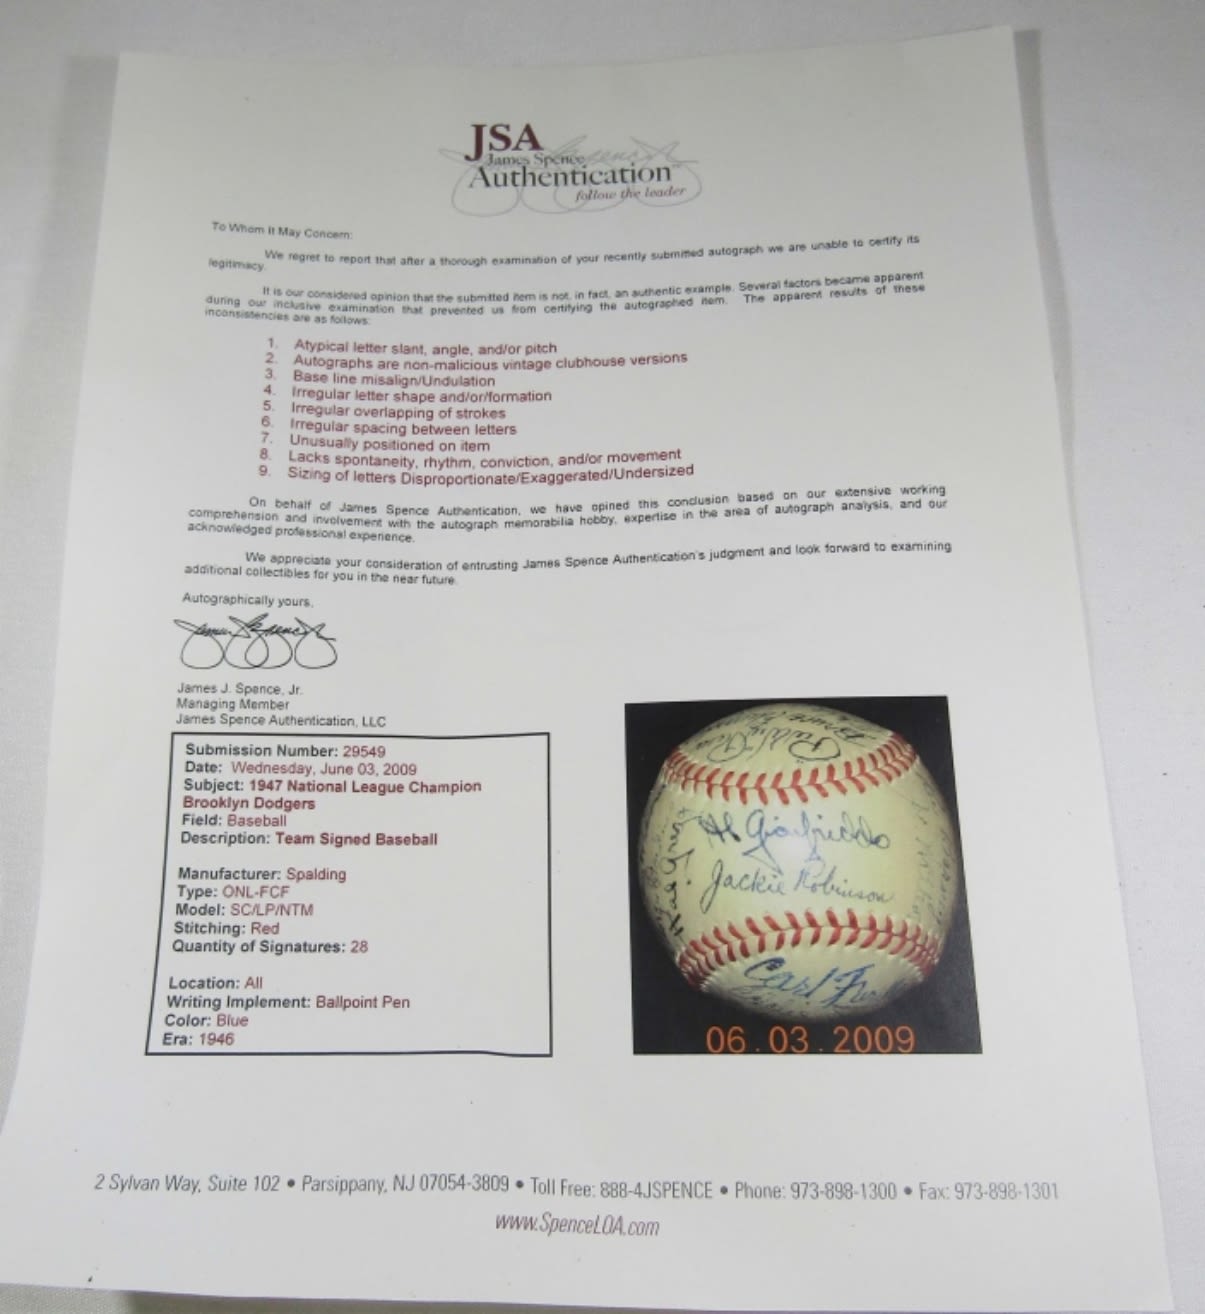 JSA
James Spence
Authentication™
follow the leader
To Whom It May Concern:
We regret to report that after a thorough examination of your recently submitted autograph we are unable to certify its
legitimacy.
It is our considered opinion that the submitted item is not, in fact, an authentic example. Several factors became apparent
during our inclusive examination that prevented us from certifying the autographed item. The apparent results of these
inconsistencies are as follows:
1. Atypical letter slant, angle, and/or pitch
2. Autographs are non-malicious vintage clubhouse versions
3. Base line misalign/Undulation
4. Irregular letter shape and/or/formation
5. Irregular overlapping of strokes
6. Irregular spacing between letters
7. Unusually positioned on item
8. Lacks spontaneity, rhythm, conviction, and/or movement
9. Sizing of letters Disproportionate/Exaggerated/Undersized
On behalf of James Spence Authentication, we have opined this conclusion based on our extensive working
comprehension and involvement with the autograph memorabilia hobby, expertise in the area of autograph analysis, and our
acknowledged professional experience.
We appreciate your consideration of entrusting James Spence Authentication's judgment and look forward to examining
additional collectibles for you in the near future.
Autographically yours,
James J. Spence, Jr.
Managing Member
James Spence Authentication, LLC
Submission Number: 29549
Date: Wednesday, June 03, 2009
Subject: 1947 National League Champion
Brooklyn Dodgers
Field: Baseball
Description: Team Signed Baseball
Manufacturer: Spalding
Type: ONL-FCF
Model: SC/LP/NTM
Stitching: Red
Quantity of Signatures: 28
Location: All
Writing Implement: Ballpoint Pen
Color: Blue
Era: 1946
Al Gionfriddo
Jackie Robinson
Carl
06.03.2009
2 Sylvan Way, Suite 102 • Parsippany, NJ 07054-3809 • Toll Free: 888-4JSPENCE • Phone: 973-898-1300 • Fax: 973-898-1301
www.SpenceLOA.com